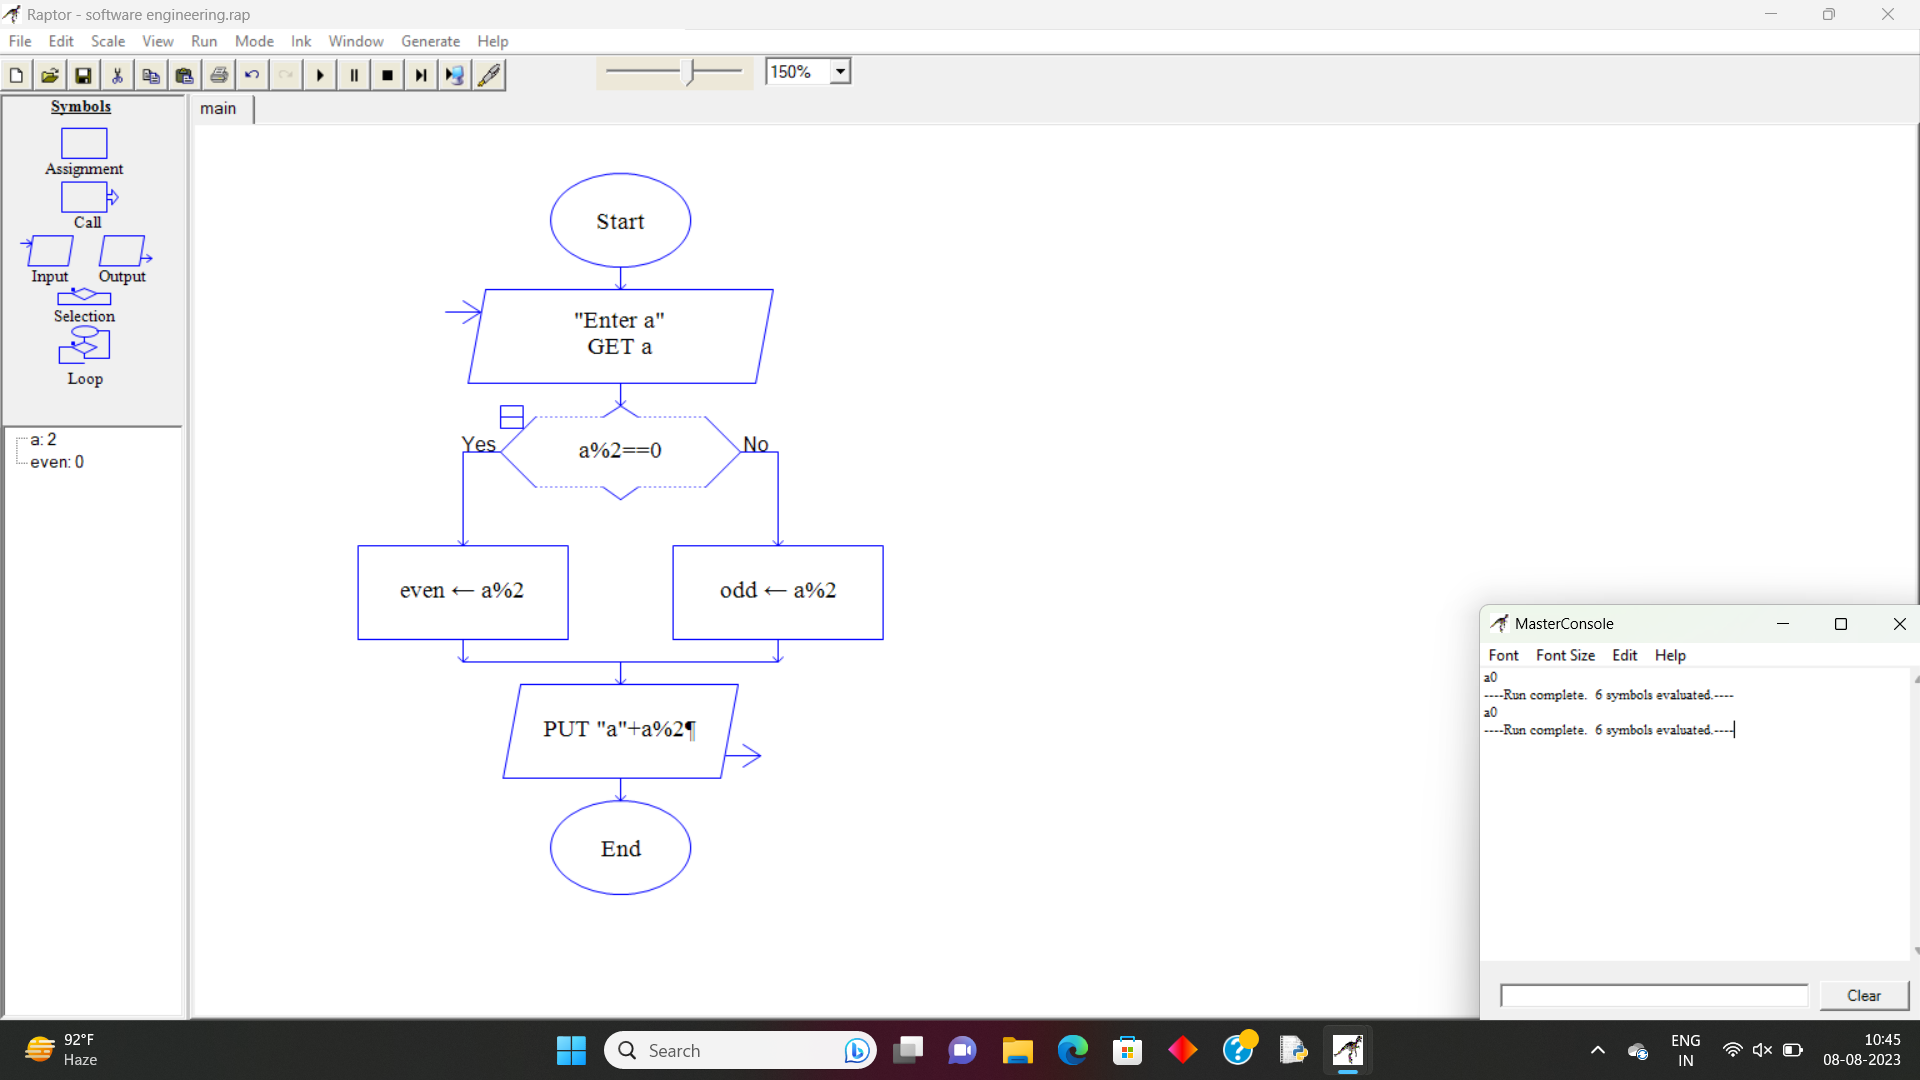 Raptor - software engineering.rap
File Edit Scale View Run Mode Ink Window Generate Help
150%
Symbols
Assignment
Call
Input Output
Selection
Loop
a: 2
even: 0
main
Start
"Enter a"
GET a
Yes
a%2==0
No
even ← a%2
odd ← a%2
PUT "a"+a%2¶
End
MasterConsole
Font Font Size Edit Help
a0
----Run complete. 6 symbols evaluated.----
a0
----Run complete. 6 symbols evaluated.----
Clear
92°F
Haze
Search
ENG
IN
10:45
08-08-2023